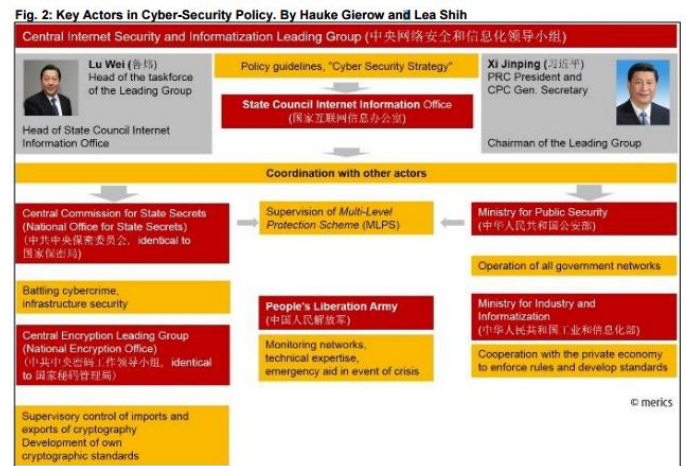 Fig. 2: Key Actors in Cyber-Security Policy. By Hauke Gierow and Lea Shih
Central Internet Security and Informatization Leading Group (中央网络安全和信息化领导小组)
Lu Wei (鲁炜)
Head of the taskforce
of the Leading Group
Head of State Council Internet
Information Office
Policy guidelines, "Cyber Security Strategy"
State Council Internet Information Office
(国家互联网信息办公室)
Xi Jinping (习近平)
PRC President and
CPC Gen. Secretary
Chairman of the Leading Group
Coordination with other actors
Central Commission for State Secrets
(National Office for State Secrets)
(中共中央保密委员会, identical to
国家保密局)
Supervision of Multi-Level
Protection Scheme (MLPS)
Ministry for Public Security
(中华人民共和国公安部)
Battling cybercrime,
infrastructure security
Operation of all government networks
Central Encryption Leading Group
(National Encryption Office)
(中共中央密码工作领导小组, identical
to 国家秘码管理局)
People's Liberation Army
(中国人民解放军)
Monitoring networks,
technical expertise,
emergency aid in event of crisis
Ministry for Industry and
Informatization
(中华人民共和国工业和信息化部)
Cooperation with the private economy
to enforce rules and develop standards
Supervisory control of imports and
exports of cryptography
Development of own
cryptographic standards
© merics